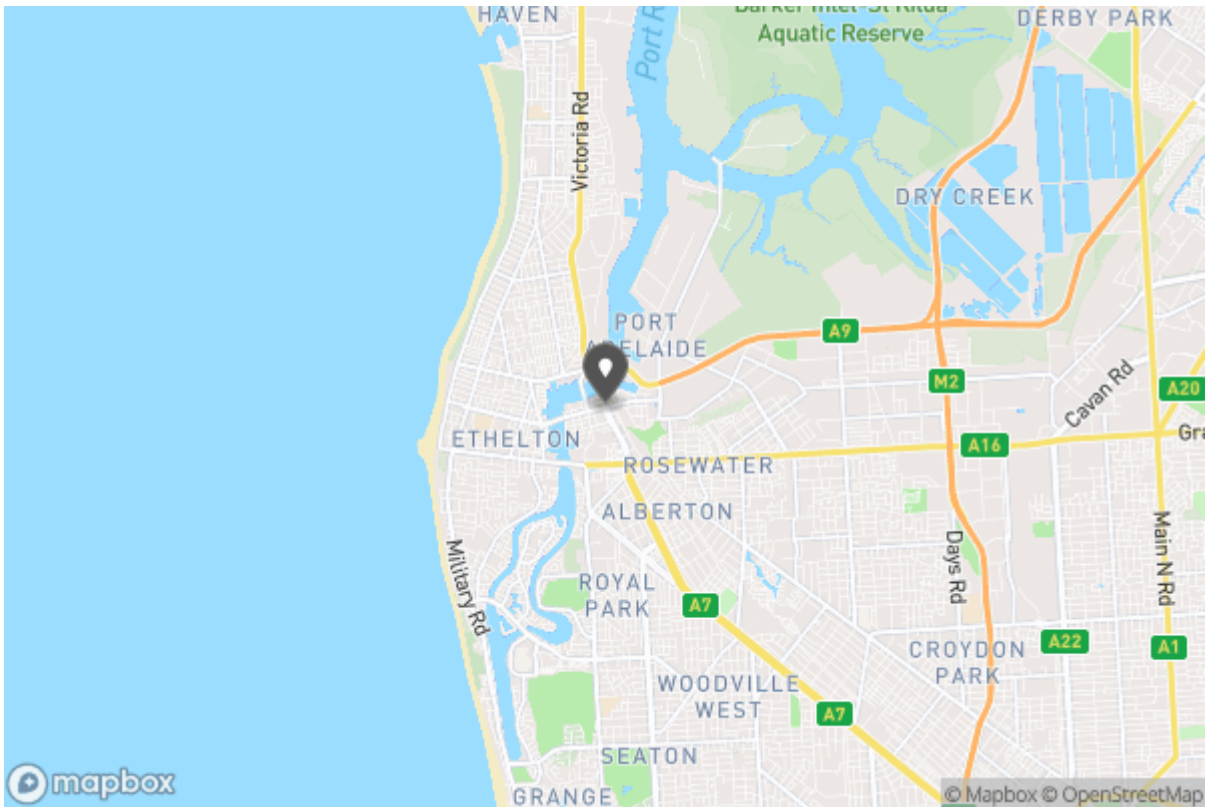 HAVEN
Barker Inlet-St Kilda
Aquatic Reserve
DERBY PARK
Port R
Victoria Rd
DRY CREEK
PORT
ADELAIDE
A9
M2
Cavan Rd
A20
Gra
A16
ETHELTON
ROSEWATER
ALBERTON
Military Rd
Days Rd
Main N Rd
ROYAL
PARK
A7
CROYDON
PARK
A22
A1
WOODVILLE
WEST
A7
SEATON
GRANGE
mapbox
© Mapbox © OpenStreetMap